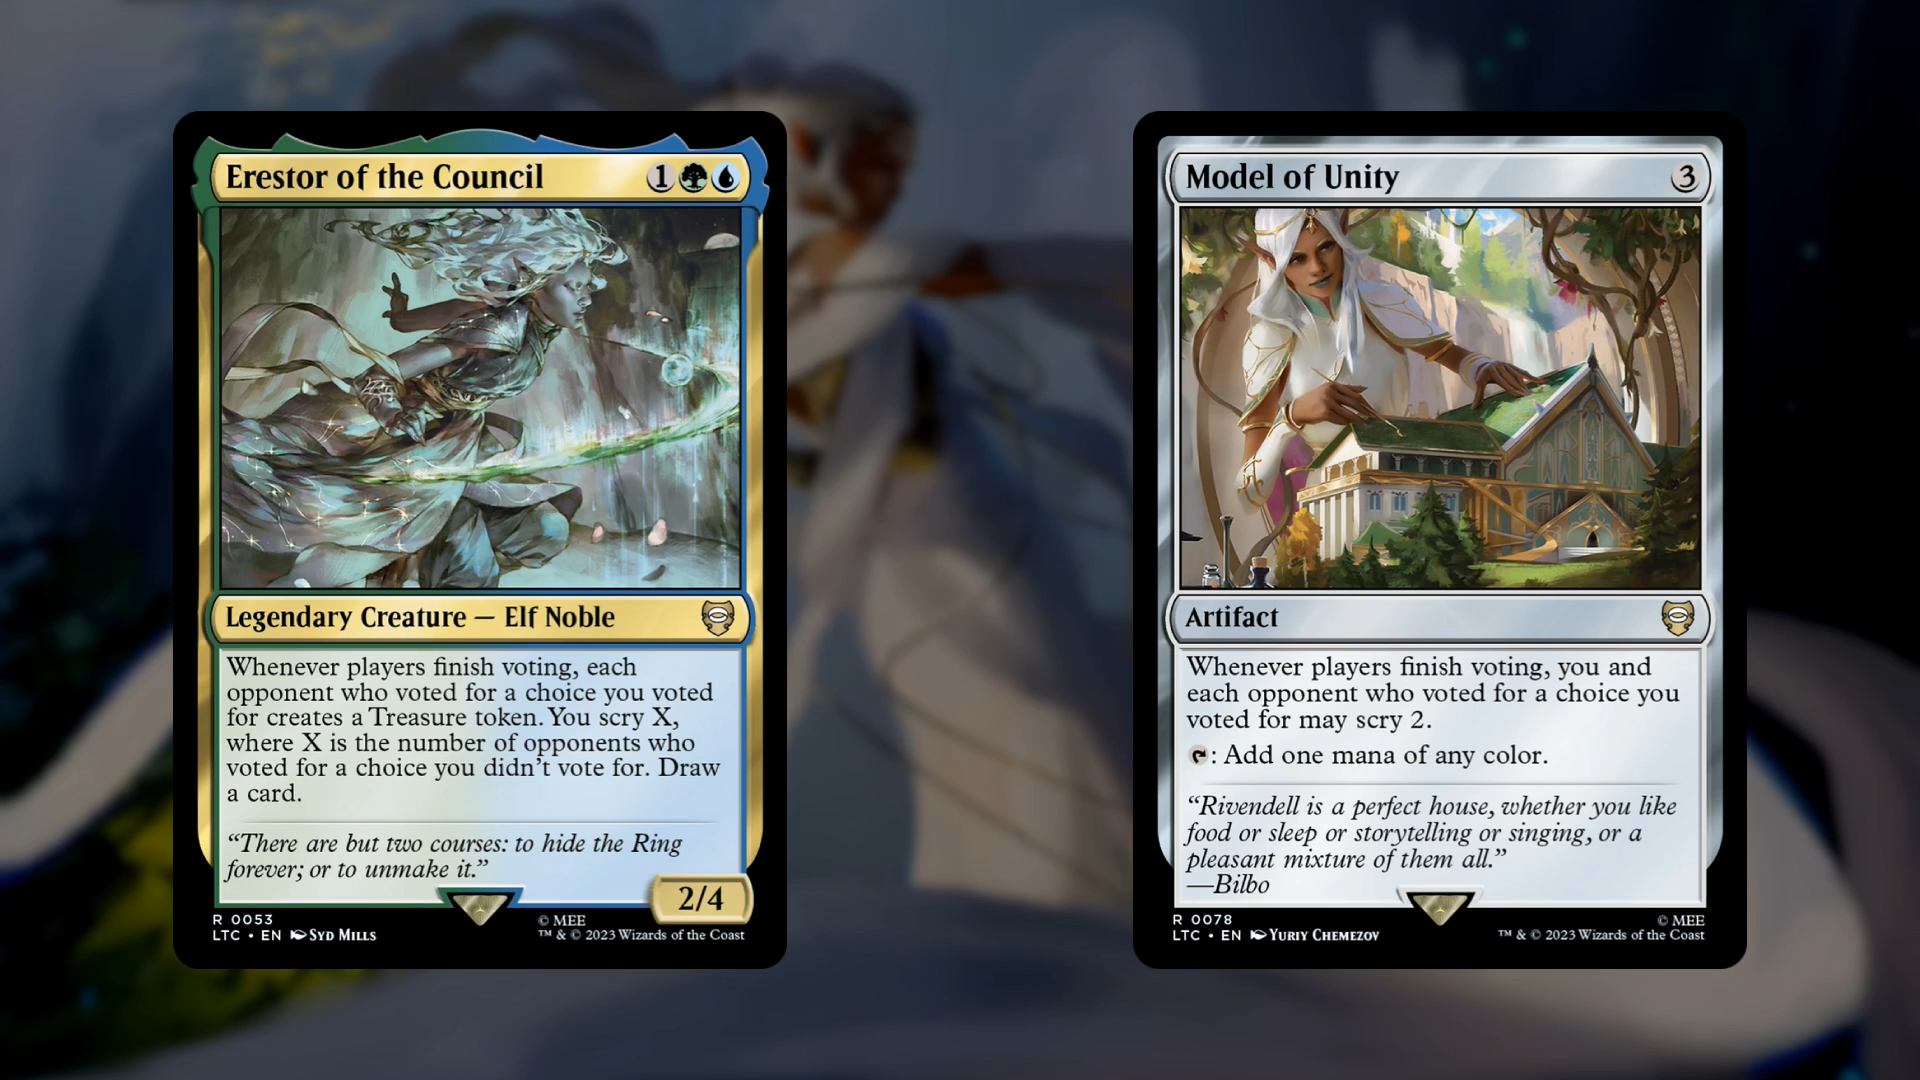 Erestor of the Council
1
Legendary Creature — Elf Noble
Whenever players finish voting, each
opponent who voted for a choice you voted
for creates a Treasure token. You scry X,
where X is the number of opponents who
voted for a choice you didn't vote for. Draw
a card.
“There are but two courses: to hide the Ring
forever; or to unmake it.”
2/4
R 0053
LTC • EN Syd Mills
© MEE
™ & © 2023 Wizards of the Coast
Model of Unity
3
Artifact
Whenever players finish voting, you and
each opponent who voted for a choice you
voted for may scry 2.
: Add one mana of any color.
“Rivendell is a perfect house, whether you like
food or sleep or storytelling or singing, or a
pleasant mixture of them all.”
—Bilbo
R 0078
LTC • EN Yuriy Chemezov
© MEE
™ & © 2023 Wizards of the Coast